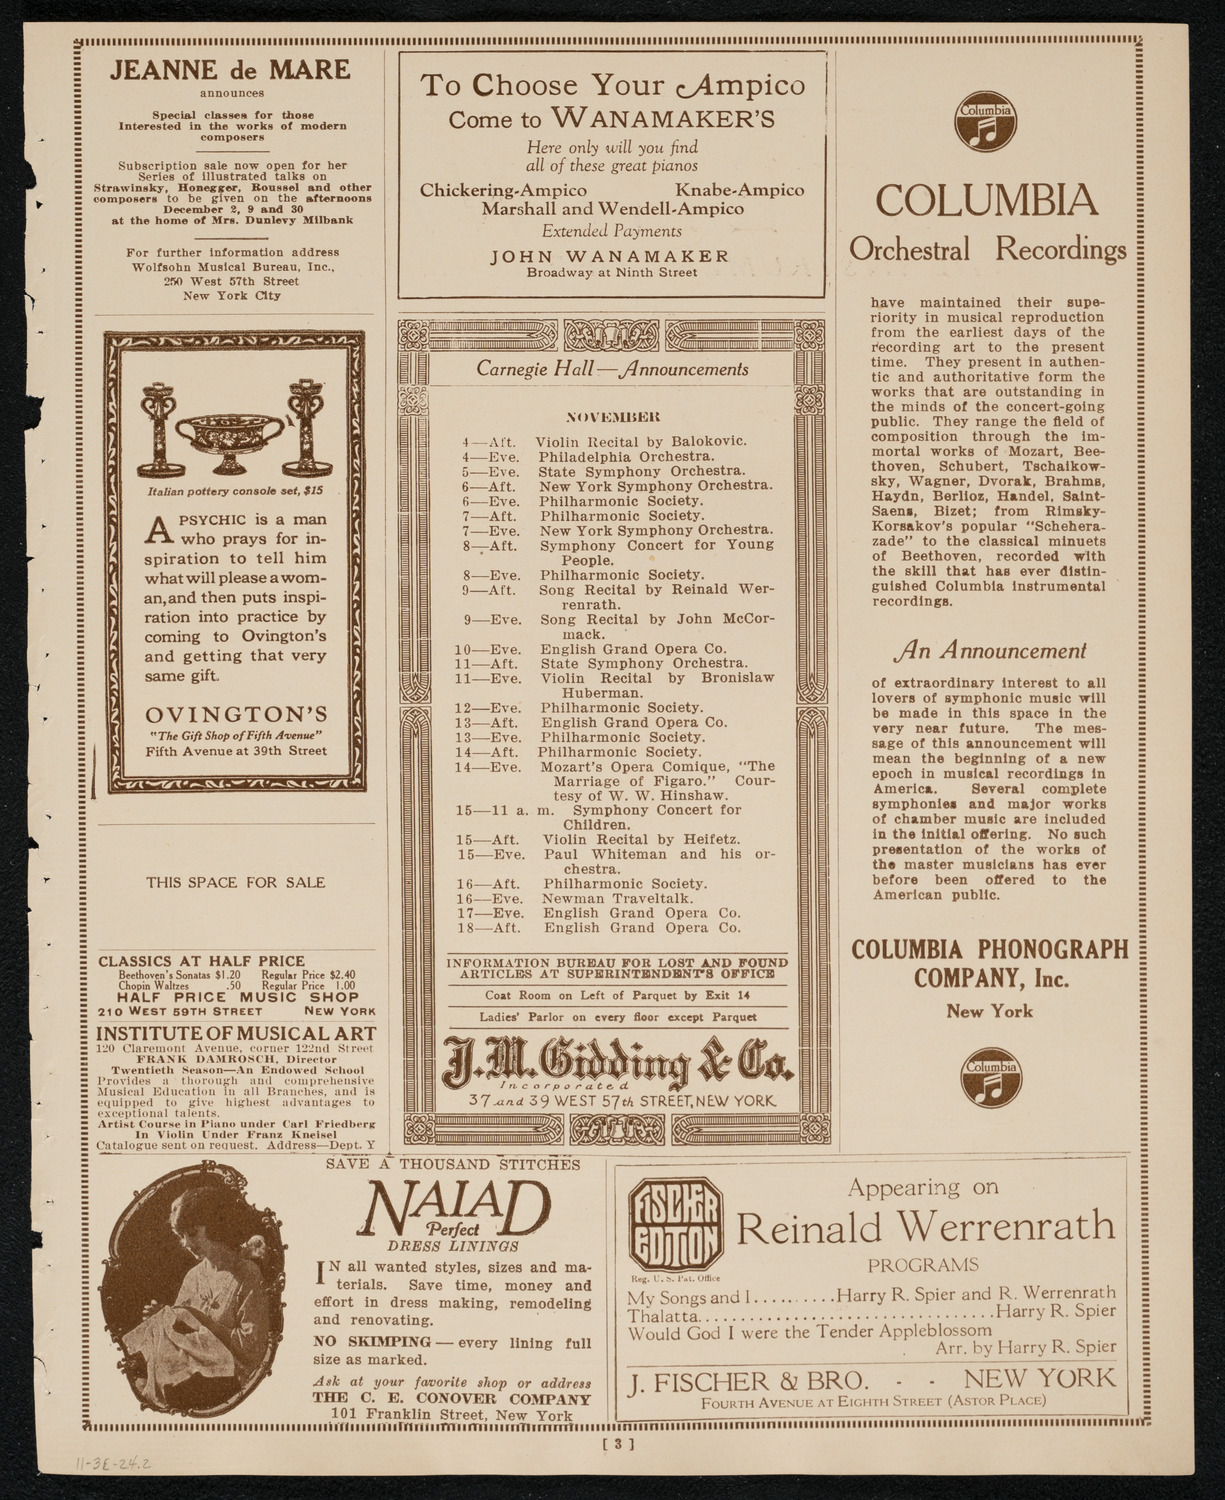 JEANNE de MARE
announces
Special classes for those
Interested in the works of modern
composers
Subscription sale now open for her
Series of illustrated talks on
Strawinsky, Honegger, Roussel and other
composers to be given on the afternoons
December 2, 9 and 30
at the home of Mrs. Dunlevy Milbank
For further information address
Wolfsohn Musical Bureau, Inc.,
250 West 57th Street
New York City
Italian pottery console set, $15
A PSYCHIC is a man
who prays for in-
spiration to tell him
what will please a wom-
an, and then puts inspi-
ration into practice by
coming to Ovington's
and getting that very
same gift.
OVINGTON'S
"The Gift Shop of Fifth Avenue"
Fifth Avenue at 39th Street
THIS SPACE FOR SALE
CLASSICS AT HALF PRICE
Beethoven's Sonatas $1.20 Regular Price $2.40
Chopin Waltzes .50 Regular Price 1.00
HALF PRICE MUSIC SHOP
210 WEST 59TH STREET NEW YORK
INSTITUTE OF MUSICAL ART
120 Claremont Avenue, corner 122nd Street
FRANK DAMROSCH, Director
Twentieth Season—An Endowed School
Provides a thorough and comprehensive
Musical Education in all Branches, and is
equipped to give highest advantages to
exceptional talents.
Artist Course in Piano under Carl Friedberg
In Violin Under Franz Kneisel
Catalogue sent on request. Address—Dept. Y
To Choose Your Ampico
Come to WANAMAKER'S
Here only will you find
all of these great pianos
Chickering-Ampico Knabe-Ampico
Marshall and Wendell-Ampico
Extended Payments
JOHN WANAMAKER
Broadway at Ninth Street
Carnegie Hall—Announcements
NOVEMBER
4—Aft. Violin Recital by Balokovic.
4—Eve. Philadelphia Orchestra.
5—Eve. State Symphony Orchestra.
6—Aft. New York Symphony Orchestra.
6—Eve. Philharmonic Society.
7—Aft. Philharmonic Society.
7—Eve. New York Symphony Orchestra.
8—Aft. Symphony Concert for Young
People.
8—Eve. Philharmonic Society.
9—Aft. Song Recital by Reinald Wer-
renrath.
9—Eve. Song Recital by John McCor-
mack.
10—Eve. English Grand Opera Co.
11—Aft. State Symphony Orchestra.
11—Eve. Violin Recital by Bronislaw
Huberman.
12—Eve. Philharmonic Society.
13—Aft. English Grand Opera Co.
13—Eve. Philharmonic Society.
14—Aft. Philharmonic Society.
14—Eve. Mozart's Opera Comique, "The
Marriage of Figaro." Cour-
tesy of W. W. Hinshaw.
15—11 a. m. Symphony Concert for
Children.
15—Aft. Violin Recital by Heifetz.
15—Eve. Paul Whiteman and his or-
chestra.
16—Aft. Philharmonic Society.
16—Eve. Newman Traveltalk.
17—Eve. English Grand Opera Co.
18—Aft. English Grand Opera Co.
INFORMATION BUREAU FOR LOST AND FOUND
ARTICLES AT SUPERINTENDENT'S OFFICE
Coat Room on Left of Parquet by Exit 14
Ladies' Parlor on every floor except Parquet
J. M. Gidding & Co.
Incorporated
37 and 39 WEST 57th STREET, NEW YORK
Columbia
COLUMBIA
Orchestral Recordings
have maintained their supe-
riority in musical reproduction
from the earliest days of the
recording art to the present
time. They present in authen-
tic and authoritative form the
works that are outstanding in
the minds of the concert-going
public. They range the field of
composition through the im-
mortal works of Mozart, Bee-
thoven, Schubert, Tschaikow-
sky, Wagner, Dvorak, Brahms,
Haydn, Berlioz, Handel, Saint-
Saens, Bizet; from Rimsky-
Korsakov's popular "Schehera-
zade" to the classical minuets
of Beethoven, recorded with
the skill that has ever distin-
guished Columbia instrumental
recordings.
An Announcement
of extraordinary interest to all
lovers of symphonic music will
be made in this space in the
very near future. The mes-
sage of this announcement will
mean the beginning of a new
epoch in musical recordings in
America. Several complete
symphonies and major works
of chamber music are included
in the initial offering. No such
presentation of the works of
the master musicians has ever
before been offered to the
American public.
COLUMBIA PHONOGRAPH
COMPANY, Inc.
New York
Columbia
SAVE A THOUSAND STITCHES
NAIAD
Perfect
DRESS LININGS
IN all wanted styles, sizes and ma-
terials. Save time, money and
effort in dress making, remodeling
and renovating.
NO SKIMPING—every lining full
size as marked.
Ask at your favorite shop or address
THE C. E. CONOVER COMPANY
101 Franklin Street, New York
FISCHER
EDITION
Reg. U. S. Pat. Office
Appearing on
Reinald Werrenrath
PROGRAMS
My Songs and I..........Harry R. Spier and R. Werrenrath
Thalatta..................................Harry R. Spier
Would God I were the Tender Appleblossom
Arr. by Harry R. Spier
J. FISCHER & BRO. - - NEW YORK
FOURTH AVENUE AT EIGHTH STREET (ASTOR PLACE)
[ 3 ]
11-3E-24.2